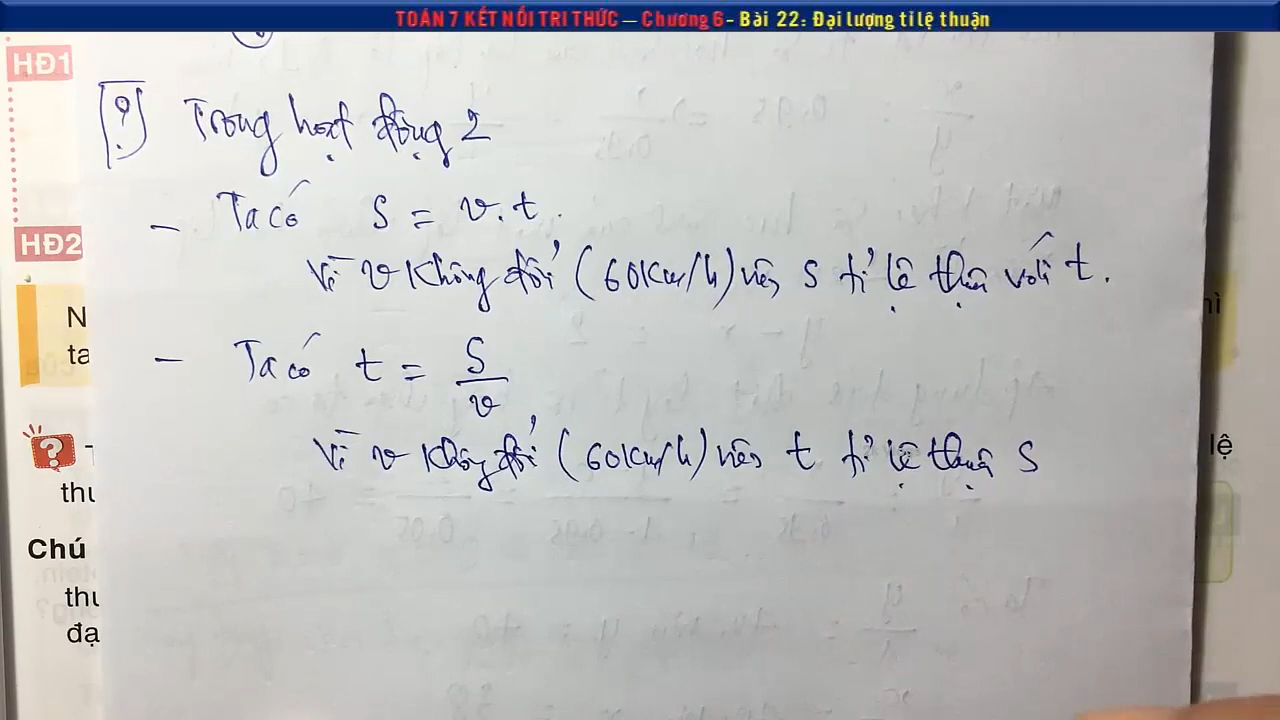 TOÁN 7 KẾT NỐI TRI THỨC – Chương 6 - Bài 22: Đại lượng tỉ lệ thuận
HĐ1
[?] Trong hoạt động 2
- Ta có S = v.t.
HĐ2
Vì v không đổi (60km/h) nên S tỉ lệ thuận với t.
N
ta
- Ta có t = S/v
?
Vì v không đổi (60km/h) nên t tỉ lệ thuận S
lệ
thư
Chú
thu
đạ